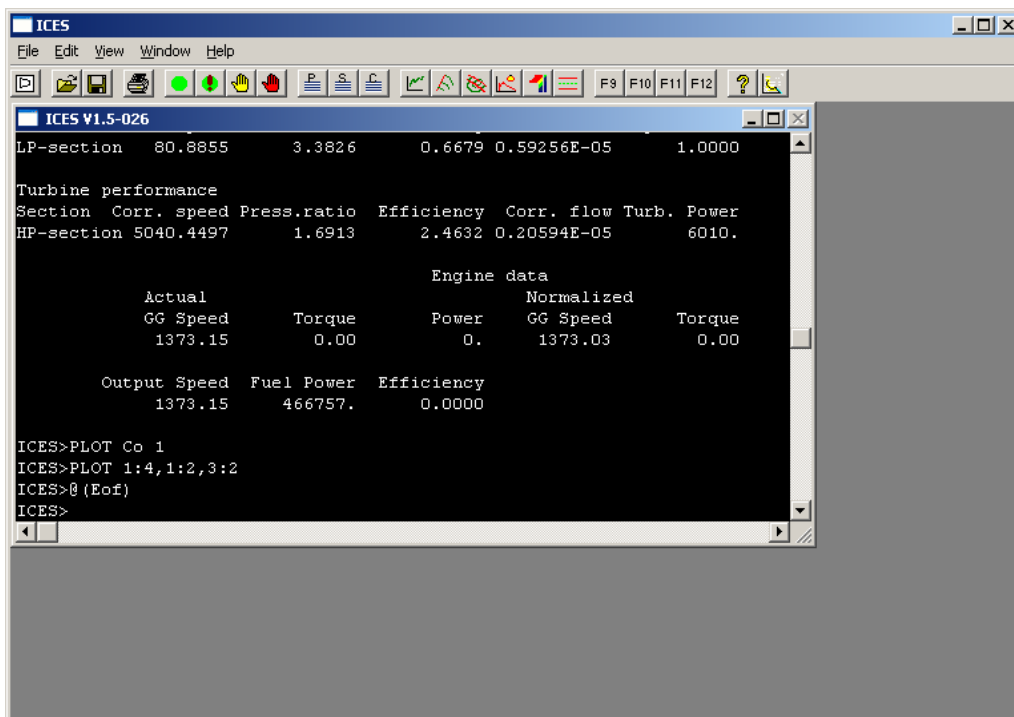 ICES
File Edit View Window Help
P S C F9 F10 F11 F12 ?
ICES V1.5-026
LP-section 80.8855 3.3826 0.6679 0.59256E-05 1.0000
Turbine performance
Section Corr. speed Press.ratio Efficiency Corr. flow Turb. Power
HP-section 5040.4497 1.6913 2.4632 0.20594E-05 6010.
Engine data
Actual Normalized
GG Speed Torque Power GG Speed Torque
1373.15 0.00 0. 1373.03 0.00
Output Speed Fuel Power Efficiency
1373.15 466757. 0.0000
ICES>PLOT Co 1
ICES>PLOT 1:4,1:2,3:2
ICES>@(Eof)
ICES>